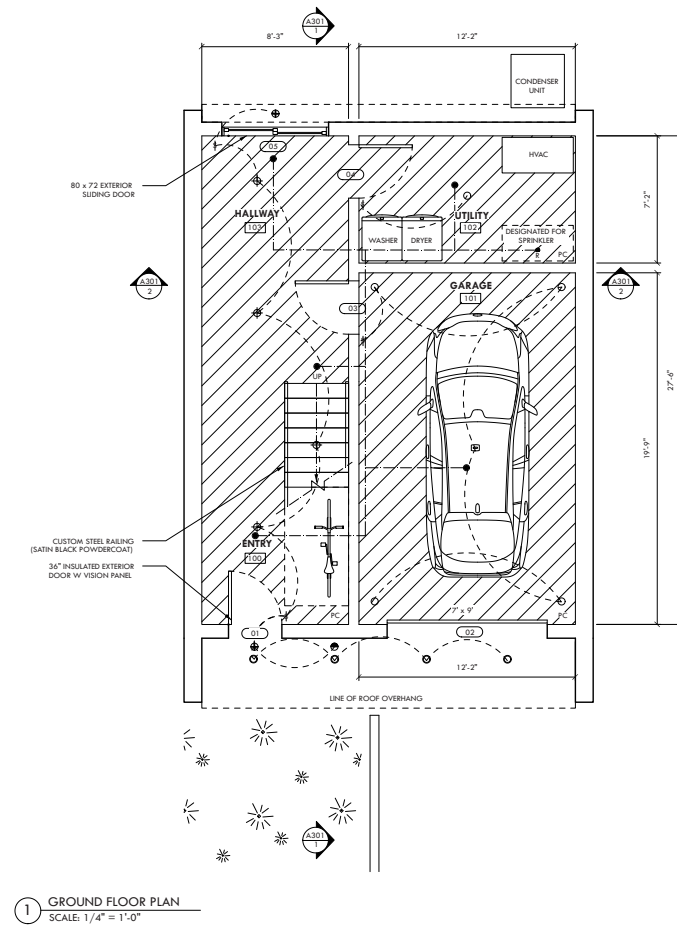 A301
1
8'-3"
12'-2"
CONDENSER
UNIT
05
HVAC
04
80 x 72 EXTERIOR
SLIDING DOOR
7'-2"
HALLWAY
103
UTILITY
102
WASHER
DRYER
DESIGNATED FOR
SPRINKLER
R
PC
A301
2
GARAGE
101
A301
2
03
27'-6"
UP
19'-9"
CUSTOM STEEL RAILING
(SATIN BLACK POWDERCOAT)
ENTRY
100
36" INSULATED EXTERIOR
DOOR W VISION PANEL
PC
7' x 9'
PC
01
02
12'-2"
LINE OF ROOF OVERHANG
A301
1
1
GROUND FLOOR PLAN
SCALE: 1/4" = 1'-0"